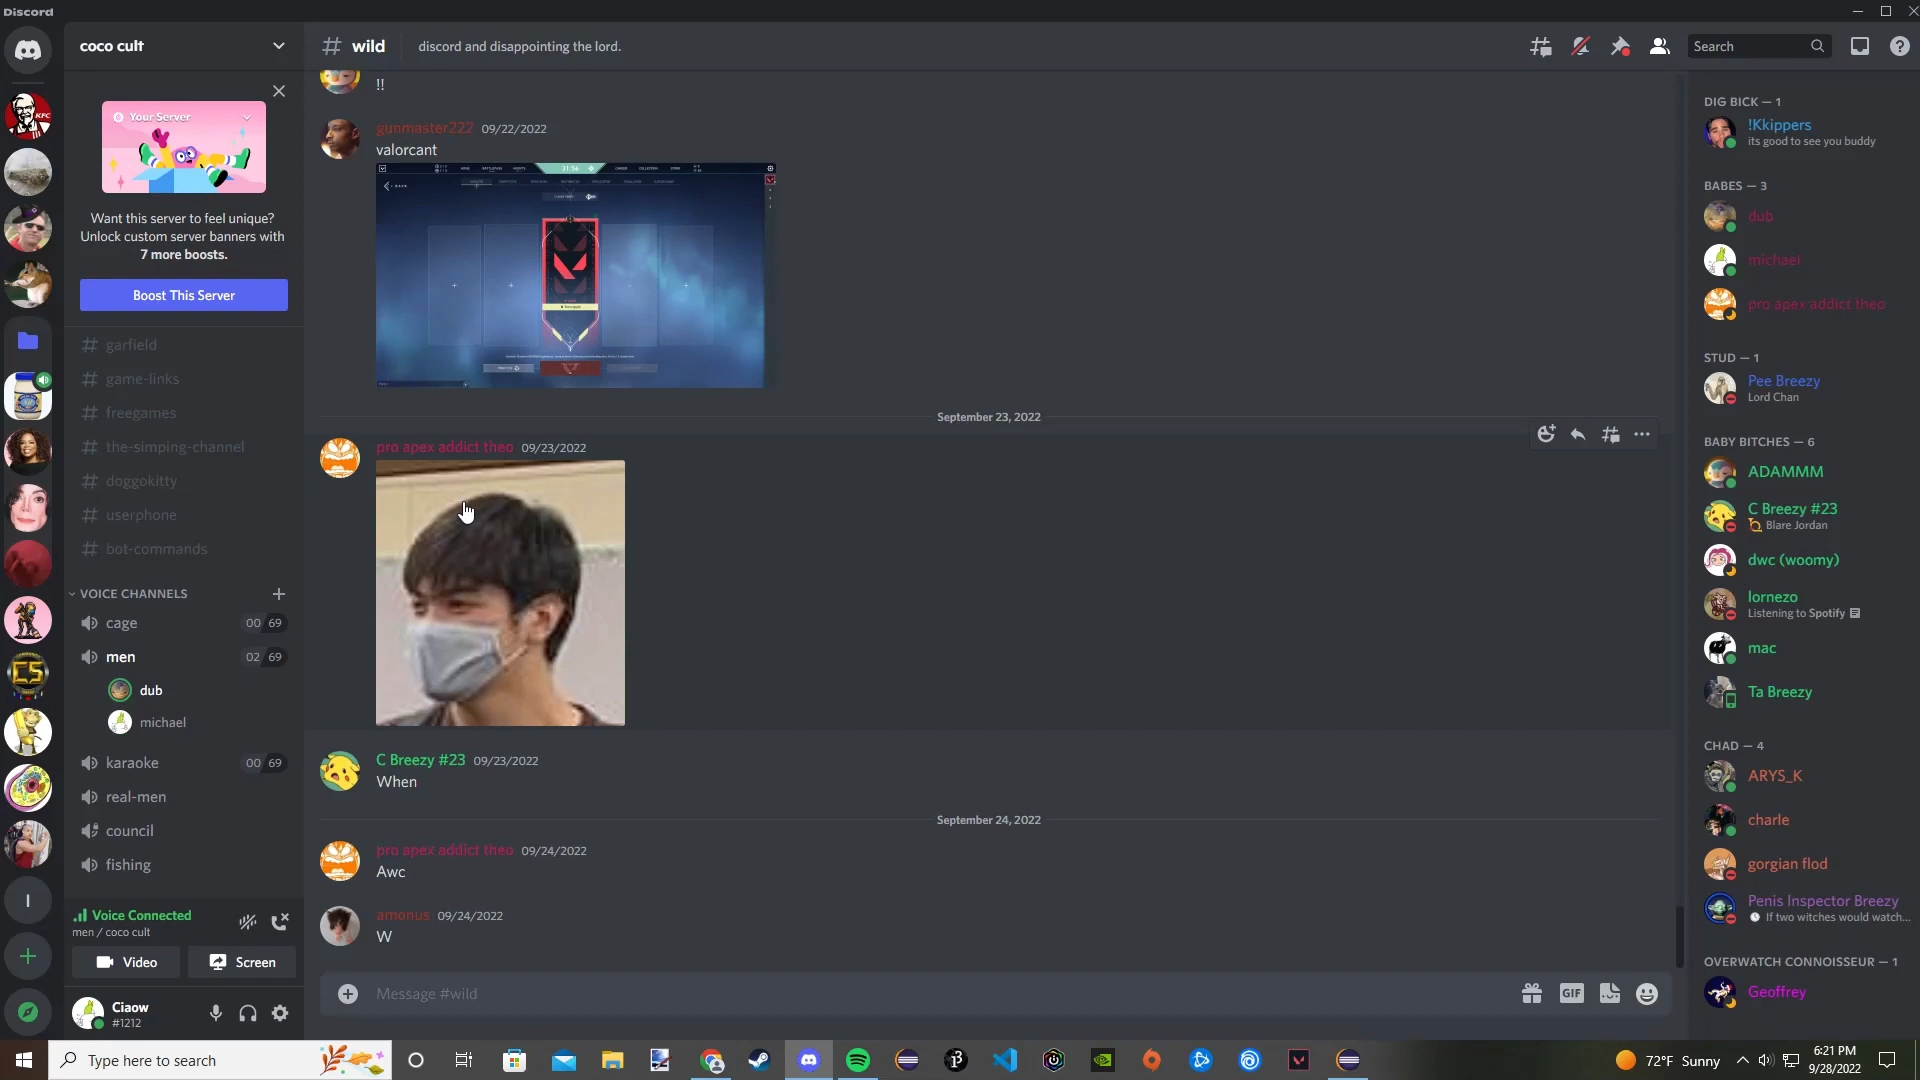 Discord
coco cult
Your Server
Want this server to feel unique?
Unlock custom server banners with
7 more boosts.
Boost This Server
garfield
game-links
freegames
the-simping-channel
doggokitty
userphone
bot-commands
VOICE CHANNELS
cage 00 69
men 02 69
dub
michael
karaoke 00 69
real-men
council
fishing
Voice Connected
men / coco cult
Video Screen
Ciaow
#1212
# wild discord and disappointing the lord.
Search
!!
gunmaster222 09/22/2022
valorcant
September 23, 2022
pro apex addict theo 09/23/2022
C Breezy #23 09/23/2022
When
September 24, 2022
pro apex addict theo 09/24/2022
Awc
amonus 09/24/2022
W
Message #wild
GIF
DIG BICK — 1
!Kkippers
its good to see you buddy
BABES — 3
dub
michael
pro apex addict theo
STUD — 1
Pee Breezy
Lord Chan
BABY BITCHES — 6
ADAMMM
C Breezy #23
Blare Jordan
dwc (woomy)
lornezo
Listening to Spotify
mac
Ta Breezy
CHAD — 4
ARYS_K
charle
gorgian flod
Penis Inspector Breezy
If two witches would watch...
OVERWATCH CONNOISSEUR — 1
Geoffrey
KFC
CS
I
Type here to search
72°F Sunny
6:21 PM
9/28/2022